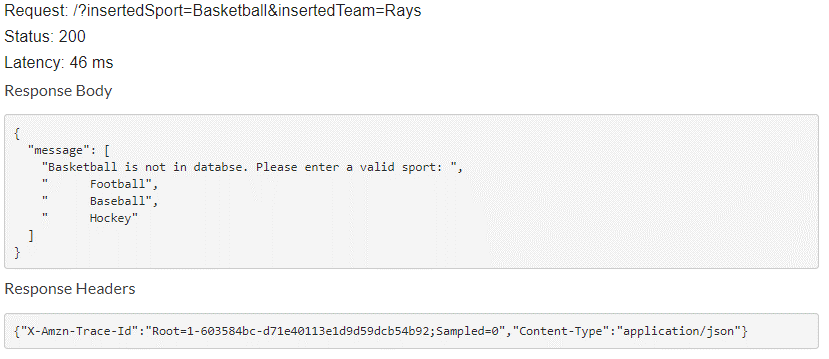 Request: /?insertedSport=Basketball&insertedTeam=Rays
Status: 200
Latency: 46 ms
Response Body
{
  "message": [
    "Basketball is not in databse. Please enter a valid sport: ",
    "      Football",
    "      Baseball",
    "      Hockey"
  ]
}
Response Headers
{"X-Amzn-Trace-Id":"Root=1-603584bc-d71e40113e1d9d59dcb54b92;Sampled=0","Content-Type":"application/json"}